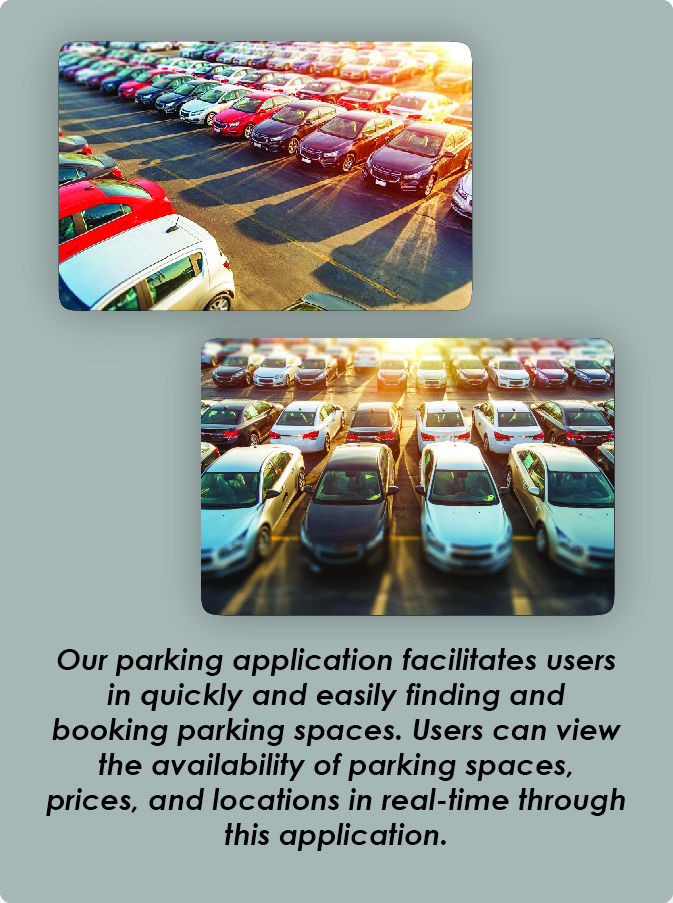 Our parking application facilitates users
in quickly and easily finding and
booking parking spaces. Users can view
the availability of parking spaces,
prices, and locations in real-time through
this application.